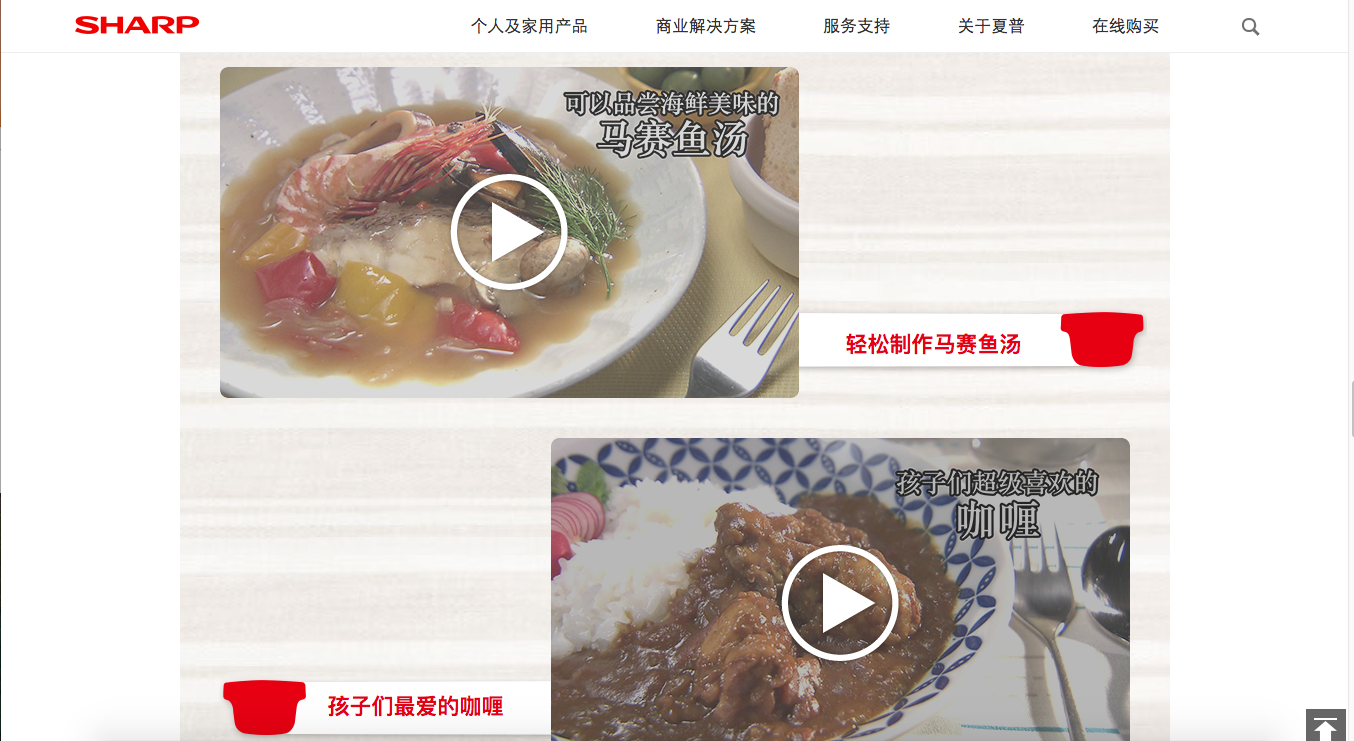 SHARP
个人及家用产品
商业解决方案
服务支持
关于夏普
在线购买
可以品尝海鲜美味的
马赛鱼汤
轻松制作马赛鱼汤
孩子们超级喜欢的
咖喱
孩子们最爱的咖喱